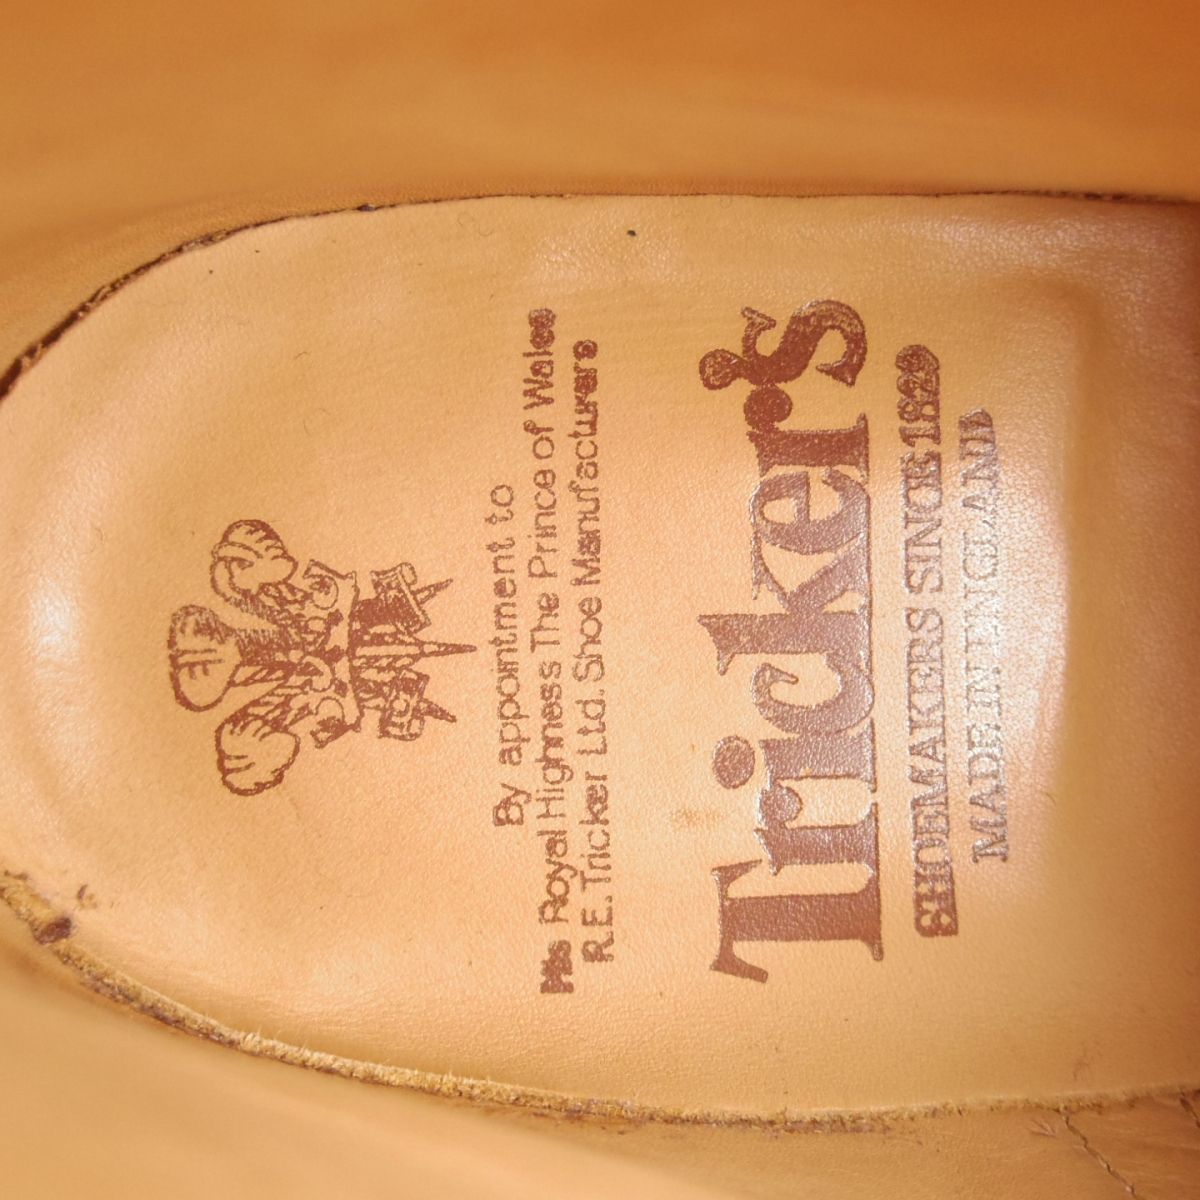 By appointment to
His Royal Highness The Prince of Wales
R.E. Tricker Ltd. Shoe Manufacturers
Tricker's
SHOEMAKERS SINCE 1829
MADE IN ENGLAND